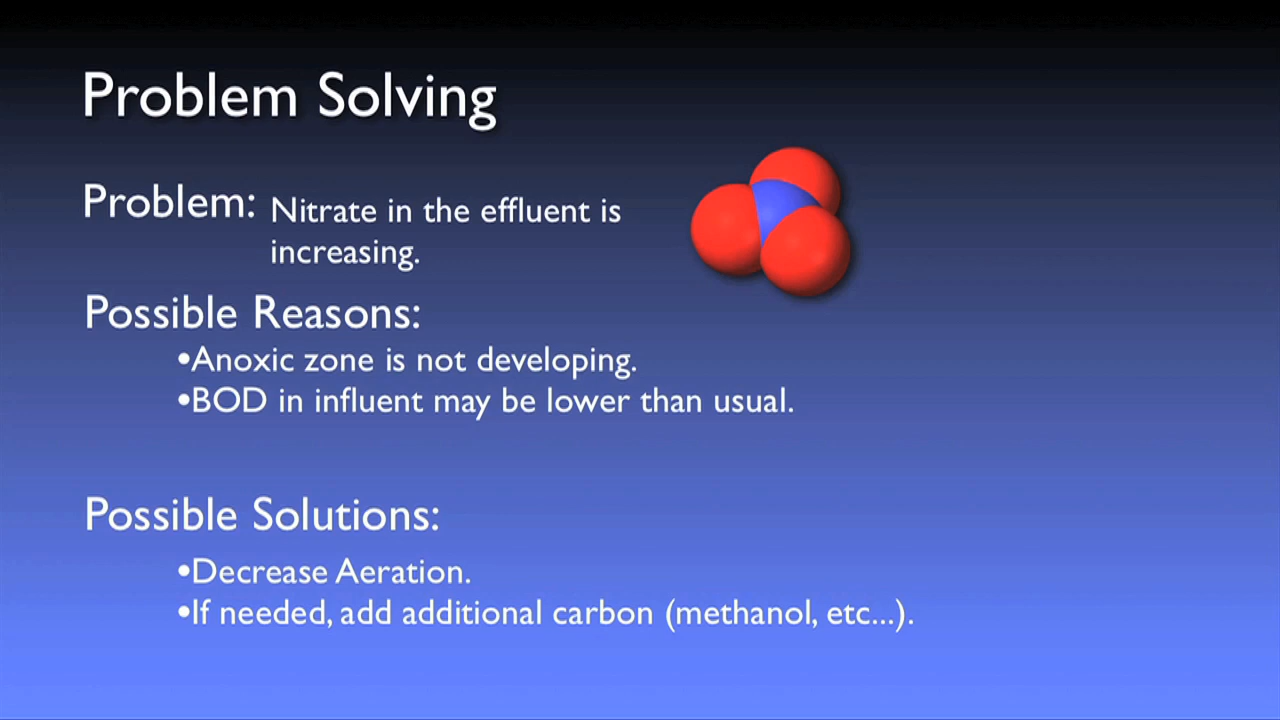 Problem Solving
Problem: Nitrate in the effluent is
increasing.
Possible Reasons:
•Anoxic zone is not developing.
•BOD in influent may be lower than usual.
Possible Solutions:
•Decrease Aeration.
•If needed, add additional carbon (methanol, etc...).